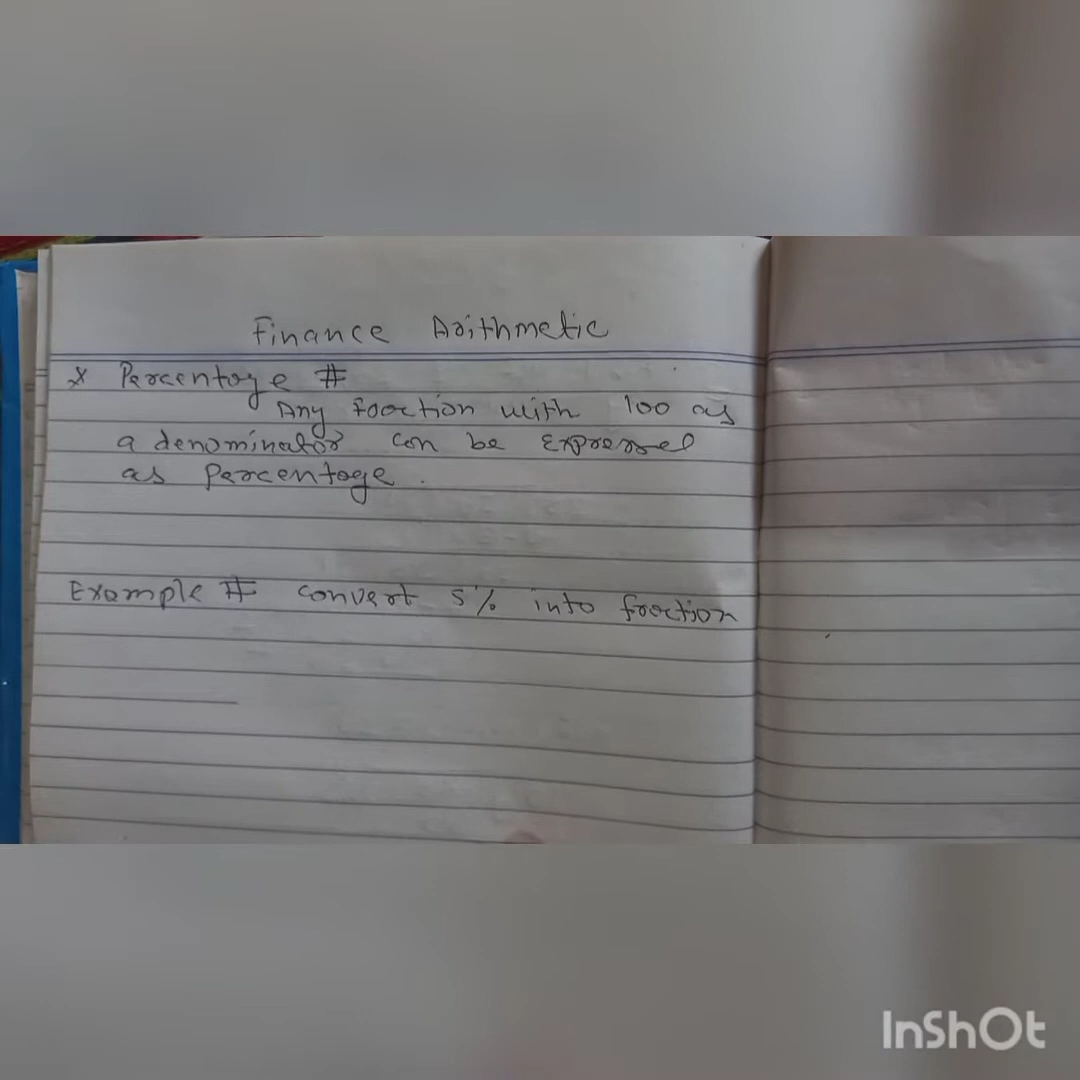 Finance Arithmetic
* Percentage #
Any fraction with 100 as
a denominator can be Expressed
as Percentage.
Example # convert 5% into fraction
InShOt